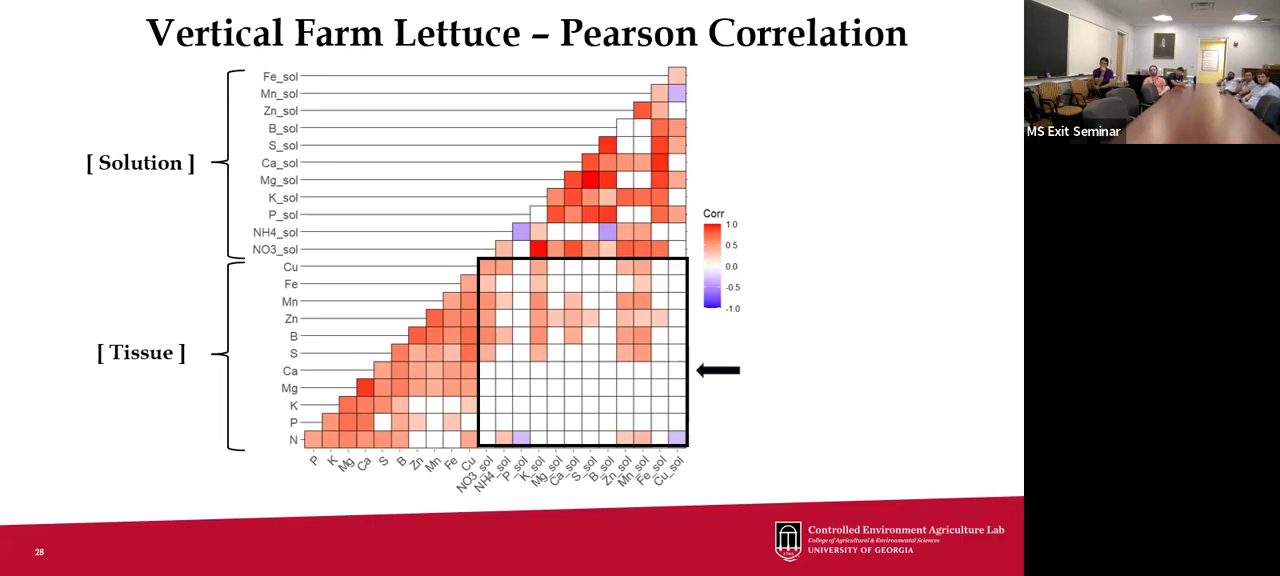 Vertical Farm Lettuce – Pearson Correlation
MS Exit Seminar
[ Solution ]
[ Tissue ]
Fe_sol
Mn_sol
Zn_sol
B_sol
S_sol
Ca_sol
Mg_sol
K_sol
P_sol
NH4_sol
NO3_sol
Cu
Fe
Mn
Zn
B
S
Ca
Mg
K
P
N
P
K
Mg
Ca
S
B
Zn
Mn
Fe
Cu
NO3_sol
NH4_sol
P_sol
K_sol
Mg_sol
Ca_sol
S_sol
B_sol
Zn_sol
Mn_sol
Fe_sol
Cu_sol
Corr
1.0
0.5
0.0
-0.5
-1.0
28
1785
Controlled Environment Agriculture Lab
College of Agricultural & Environmental Sciences
UNIVERSITY OF GEORGIA